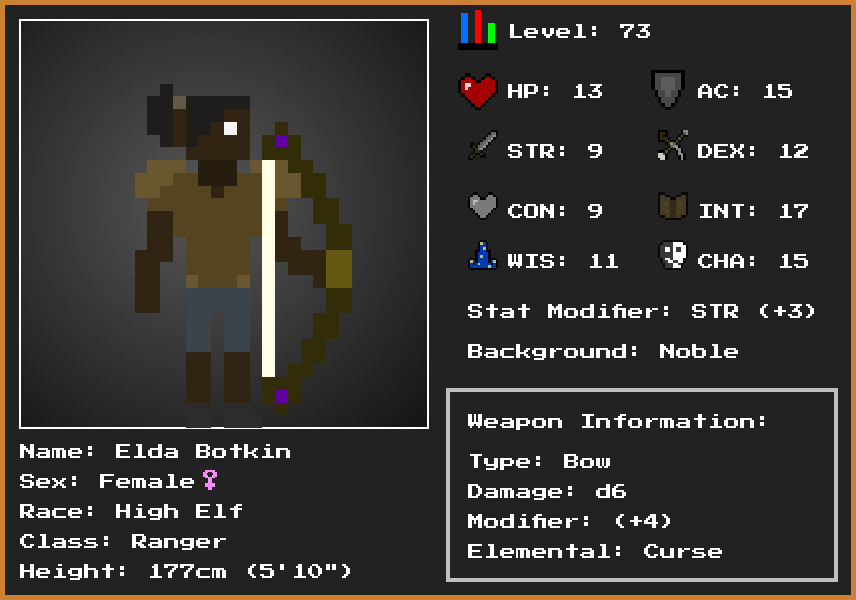 Level: 73
HP: 13
AC: 15
STR: 9
DEX: 12
CON: 9
INT: 17
WIS: 11
CHA: 15
Stat Modifier: STR (+3)
Background: Noble
Weapon Information:
Type: Bow
Damage: d6
Modifier: (+4)
Elemental: Curse
Name: Elda Botkin
Sex: Female♀
Race: High Elf
Class: Ranger
Height: 177cm (5'10")